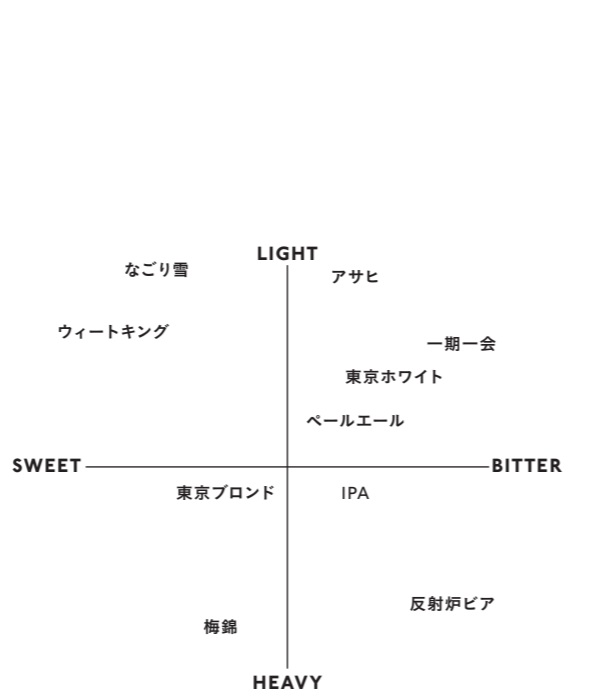 LIGHT
なごり雪
アサヒ
ウィートキング
一期一会
東京ホワイト
ペールエール
SWEET
BITTER
東京ブロンド
IPA
反射炉ビア
梅錦
HEAVY